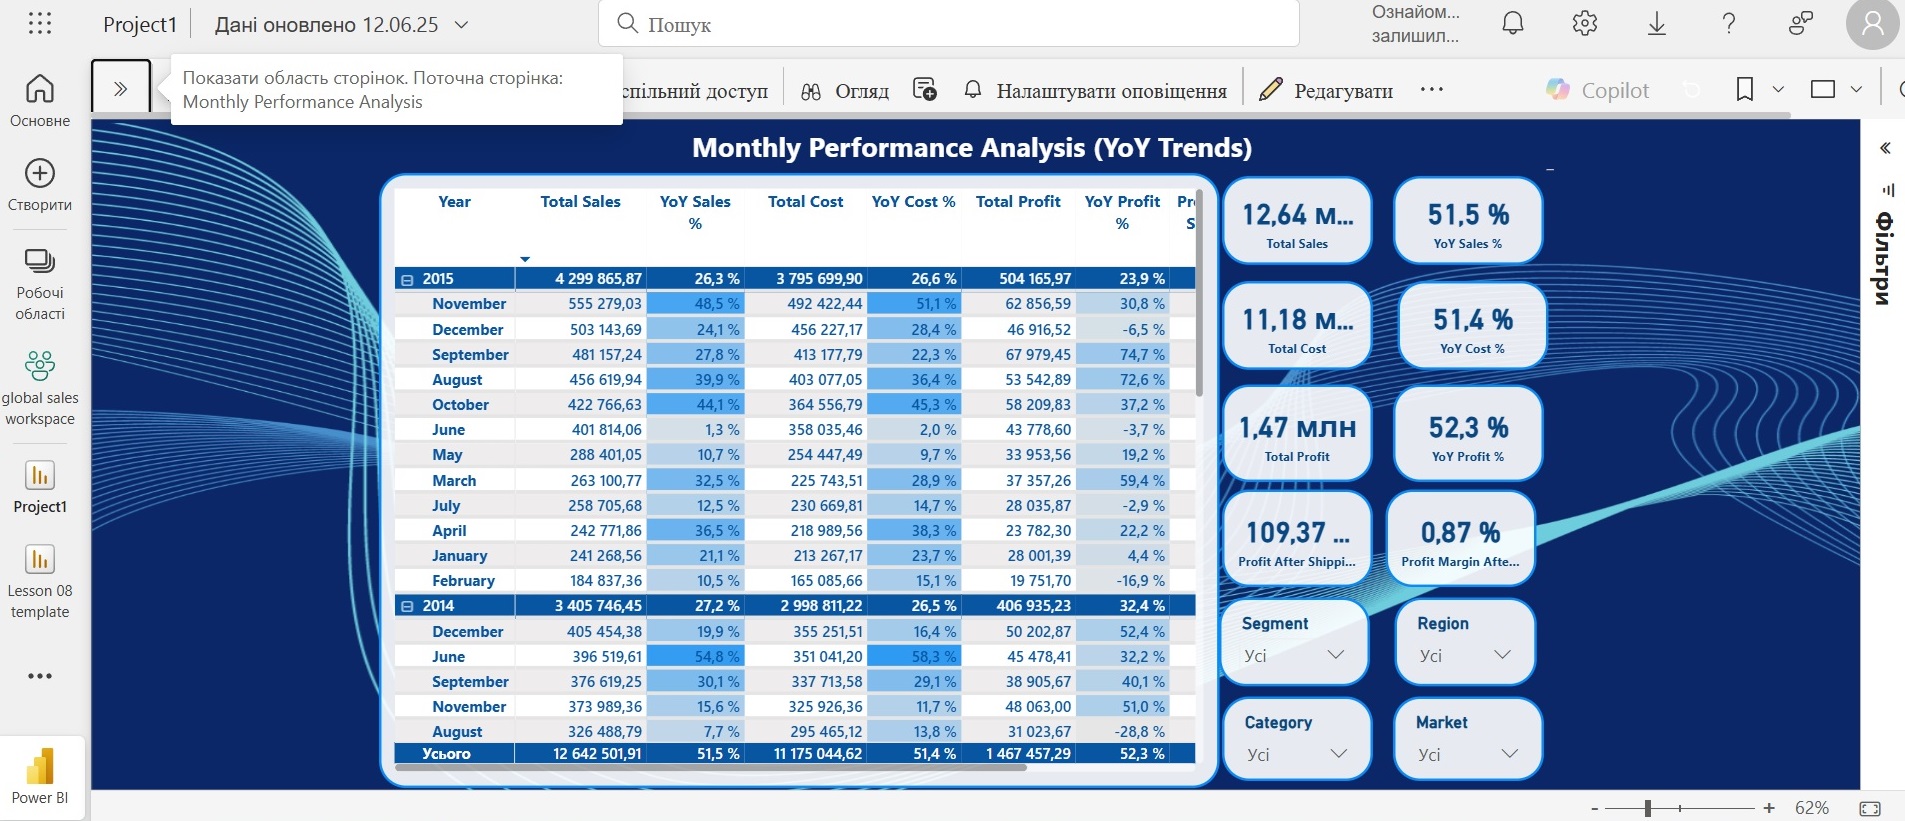 Project1
Дані оновлено 12.06.25
Пошук
Ознайом...
залишил...
Показати область сторінок. Поточна сторінка:
Monthly Performance Analysis
спільний доступ
Огляд
Налаштувати оповіщення
Редагувати
Copilot
Основне
Створити
Робочі
області
global sales
workspace
Project1
Lesson 08
template
Power BI
Monthly Performance Analysis (YoY Trends)
Year Total Sales YoY Sales % Total Cost YoY Cost % Total Profit YoY Profit %
2015 4 299 865,87 26,3 % 3 795 699,90 26,6 % 504 165,97 23,9 %
November 555 279,03 48,5 % 492 422,44 51,1 % 62 856,59 30,8 %
December 503 143,69 24,1 % 456 227,17 28,4 % 46 916,52 -6,5 %
September 481 157,24 27,8 % 413 177,79 22,3 % 67 979,45 74,7 %
August 456 619,94 39,9 % 403 077,05 36,4 % 53 542,89 72,6 %
October 422 766,63 44,1 % 364 556,79 45,3 % 58 209,83 37,2 %
June 401 814,06 1,3 % 358 035,46 2,0 % 43 778,60 -3,7 %
May 288 401,05 10,7 % 254 447,49 9,7 % 33 953,56 19,2 %
March 263 100,77 32,5 % 225 743,51 28,9 % 37 357,26 59,4 %
July 258 705,68 12,5 % 230 669,81 14,7 % 28 035,87 -2,9 %
April 242 771,86 36,5 % 218 989,56 38,3 % 23 782,30 22,2 %
January 241 268,56 21,1 % 213 267,17 23,7 % 28 001,39 4,4 %
February 184 837,36 10,5 % 165 085,66 15,1 % 19 751,70 -16,9 %
2014 3 405 746,45 27,2 % 2 998 811,22 26,5 % 406 935,23 32,4 %
December 405 454,38 19,9 % 355 251,51 16,4 % 50 202,87 52,4 %
June 396 519,61 54,8 % 351 041,20 58,3 % 45 478,41 32,2 %
September 376 619,25 30,1 % 337 713,58 29,1 % 38 905,67 40,1 %
November 373 989,36 15,6 % 325 926,36 11,7 % 48 063,00 51,0 %
August 326 488,79 7,7 % 295 465,12 13,8 % 31 023,67 -28,8 %
Усього 12 642 501,91 51,5 % 11 175 044,62 51,4 % 1 467 457,29 52,3 %
12,64 м...
Total Sales
51,5 %
YoY Sales %
11,18 м...
Total Cost
51,4 %
YoY Cost %
1,47 млн
Total Profit
52,3 %
YoY Profit %
109,37 ...
Profit After Shippi...
0,87 %
Profit Margin Afte...
Segment
Усі
Region
Усі
Category
Усі
Market
Усі
Фільтри
62%